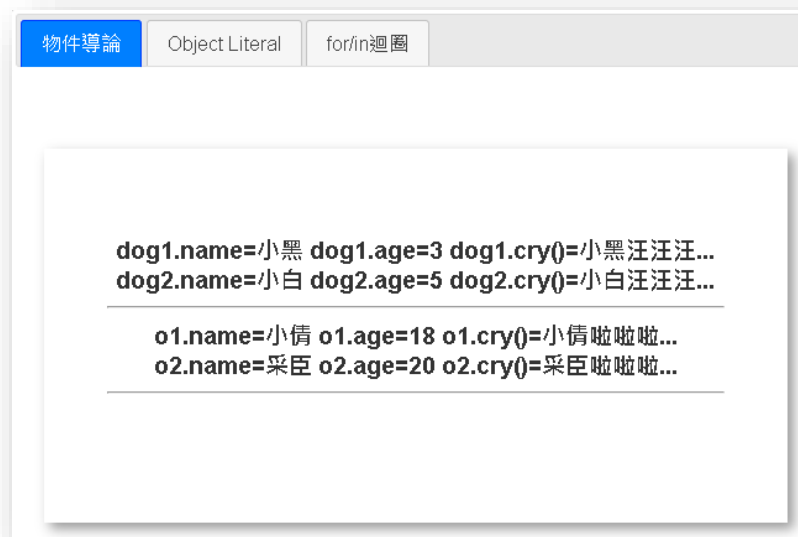 物件導論 Object Literal for/in迴圈
dog1.name=小黑 dog1.age=3 dog1.cry()=小黑汪汪汪...
dog2.name=小白 dog2.age=5 dog2.cry()=小白汪汪汪...
o1.name=小倩 o1.age=18 o1.cry()=小倩啦啦啦...
o2.name=采臣 o2.age=20 o2.cry()=采臣啦啦啦...